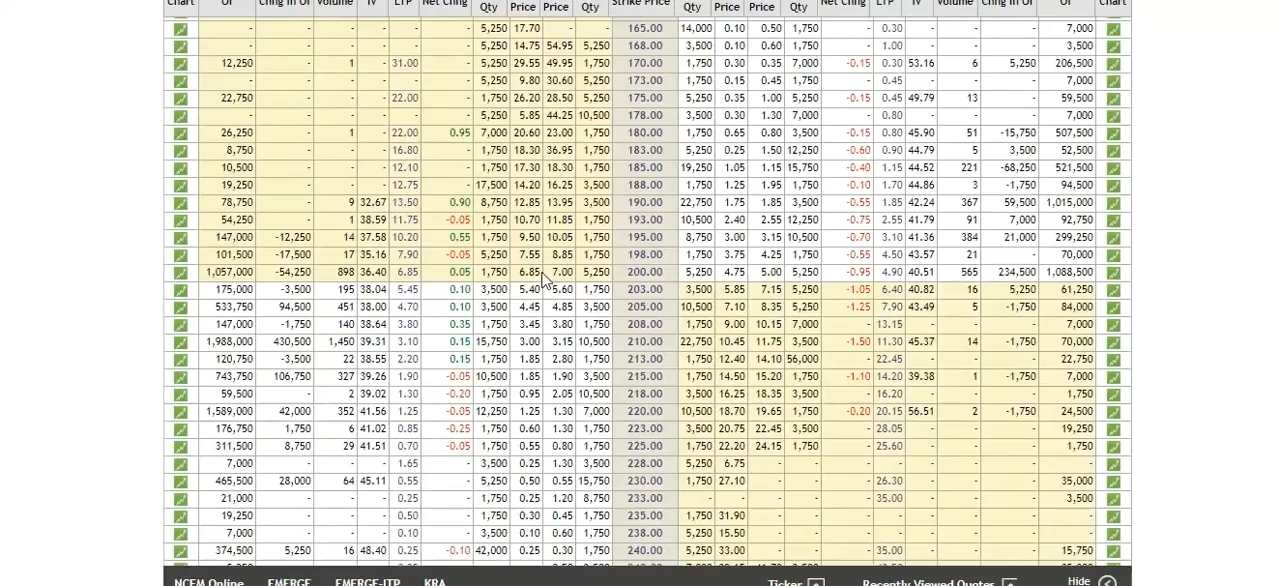 Chart OI Chng in OI Volume IV LTP Net Chng Qty Price Price Qty Strike Price Qty Price Price Qty Net Chng LTP IV Volume Chng in OI OI Chart
- - - - - - 5,250 17.70 - - 165.00 14,000 0.10 0.50 1,750 - 0.30 - - - 7,000
- - - - - - 5,250 14.75 54.95 5,250 168.00 3,500 0.10 0.60 1,750 - 1.00 - - - 3,500
12,250 - 1 - 31.00 - 5,250 29.55 49.95 1,750 170.00 1,750 0.30 0.35 7,000 -0.15 0.30 53.16 6 5,250 206,500
- - - - - - 5,250 9.80 30.60 5,250 173.00 1,750 0.15 0.45 1,750 - 0.45 - - - 7,000
22,750 - - - 22.00 - 1,750 26.20 28.50 5,250 175.00 5,250 0.35 1.00 5,250 -0.15 0.45 49.79 13 - 59,500
- - - - - - 5,250 5.85 44.25 10,500 178.00 3,500 0.30 1.30 7,000 - 0.80 - - - 7,000
26,250 - 1 - 22.00 0.95 7,000 20.60 23.00 1,750 180.00 1,750 0.65 0.80 3,500 -0.15 0.80 45.90 51 -15,750 507,500
8,750 - - - 16.80 - 1,750 18.30 36.95 1,750 183.00 5,250 0.25 1.50 12,250 -0.60 0.90 44.79 5 3,500 52,500
10,500 - - - 12.10 - 1,750 17.30 18.30 1,750 185.00 19,250 1.05 1.15 15,750 -0.40 1.15 44.52 221 -68,250 521,500
19,250 - - - 12.75 - 17,500 14.20 16.25 3,500 188.00 1,750 1.25 1.95 1,750 -0.10 1.70 44.86 3 -1,750 94,500
78,750 - 9 32.67 13.50 0.90 8,750 12.85 13.95 3,500 190.00 22,750 1.75 1.85 3,500 -0.55 1.85 42.24 367 59,500 1,015,000
54,250 - 1 38.59 11.75 -0.05 1,750 10.70 11.85 1,750 193.00 10,500 2.40 2.55 12,250 -0.75 2.55 41.79 91 7,000 92,750
147,000 -12,250 14 37.58 10.20 0.55 1,750 9.50 10.05 1,750 195.00 8,750 3.00 3.15 10,500 -0.70 3.10 41.36 384 21,000 299,250
101,500 -17,500 17 35.16 7.90 -0.05 5,250 7.55 8.85 1,750 198.00 1,750 3.75 4.25 1,750 -0.55 4.50 43.57 21 - 70,000
1,057,000 -54,250 898 36.40 6.85 0.05 1,750 6.85 7.00 5,250 200.00 5,250 4.75 5.00 5,250 -0.95 4.90 40.51 565 234,500 1,088,500
175,000 -3,500 195 38.04 5.45 0.10 3,500 5.40 5.60 1,750 203.00 3,500 5.85 7.15 5,250 -1.05 6.40 40.82 16 5,250 61,250
533,750 94,500 451 38.00 4.70 0.10 3,500 4.45 4.85 3,500 205.00 10,500 7.10 8.35 5,250 -1.25 7.90 43.49 5 -1,750 84,000
147,000 -1,750 140 38.64 3.80 0.35 1,750 3.45 3.80 1,750 208.00 1,750 9.00 10.15 7,000 - 13.15 - - - 7,000
1,988,000 430,500 1,450 39.31 3.10 0.15 15,750 3.00 3.15 10,500 210.00 22,750 10.45 11.75 3,500 -1.50 11.30 45.37 14 -1,750 70,000
120,750 -3,500 22 38.55 2.20 0.15 1,750 1.85 2.80 1,750 213.00 1,750 12.40 14.10 56,000 - 22.45 - - - 22,750
743,750 106,750 327 39.26 1.90 -0.05 10,500 1.85 1.90 3,500 215.00 1,750 14.50 15.20 1,750 -1.10 14.20 39.38 1 -1,750 7,000
59,500 - 2 39.02 1.30 -0.20 1,750 0.95 2.05 10,500 218.00 3,500 16.25 18.35 3,500 - 16.20 - - - 1,750
1,589,000 42,000 352 41.56 1.25 -0.05 12,250 1.25 1.30 7,000 220.00 10,500 18.70 19.65 1,750 -0.20 20.15 56.51 2 -1,750 24,500
176,750 1,750 6 41.02 0.85 -0.25 1,750 0.60 1.30 1,750 223.00 3,500 20.75 22.45 3,500 - 28.05 - - - 19,250
311,500 8,750 29 41.51 0.70 -0.05 1,750 0.55 0.80 1,750 225.00 1,750 22.20 24.15 1,750 - 25.60 - - - 1,750
7,000 - - - 1.65 - 3,500 0.25 1.30 3,500 228.00 5,250 6.75 - - - - - - - -
465,500 28,000 64 45.11 0.55 - 5,250 0.50 0.55 15,750 230.00 1,750 27.10 - - - 26.30 - - - 35,000
21,000 - - - 0.25 - 1,750 0.25 1.20 8,750 233.00 - - - - - 35.00 - - - 3,500
19,250 - - - 0.50 - 1,750 0.30 0.45 1,750 235.00 1,750 31.90 - - - - - - - -
7,000 - - - 0.10 - 3,500 0.10 0.60 1,750 238.00 5,250 15.50 - - - - - - - -
374,500 5,250 16 48.40 0.25 -0.10 42,000 0.25 0.30 1,750 240.00 5,250 33.00 - - - 35.00 - - - 15,750
NCFM Online EMERGE EMERGE-ITP KRA Ticker Recently Viewed Quotes Hide